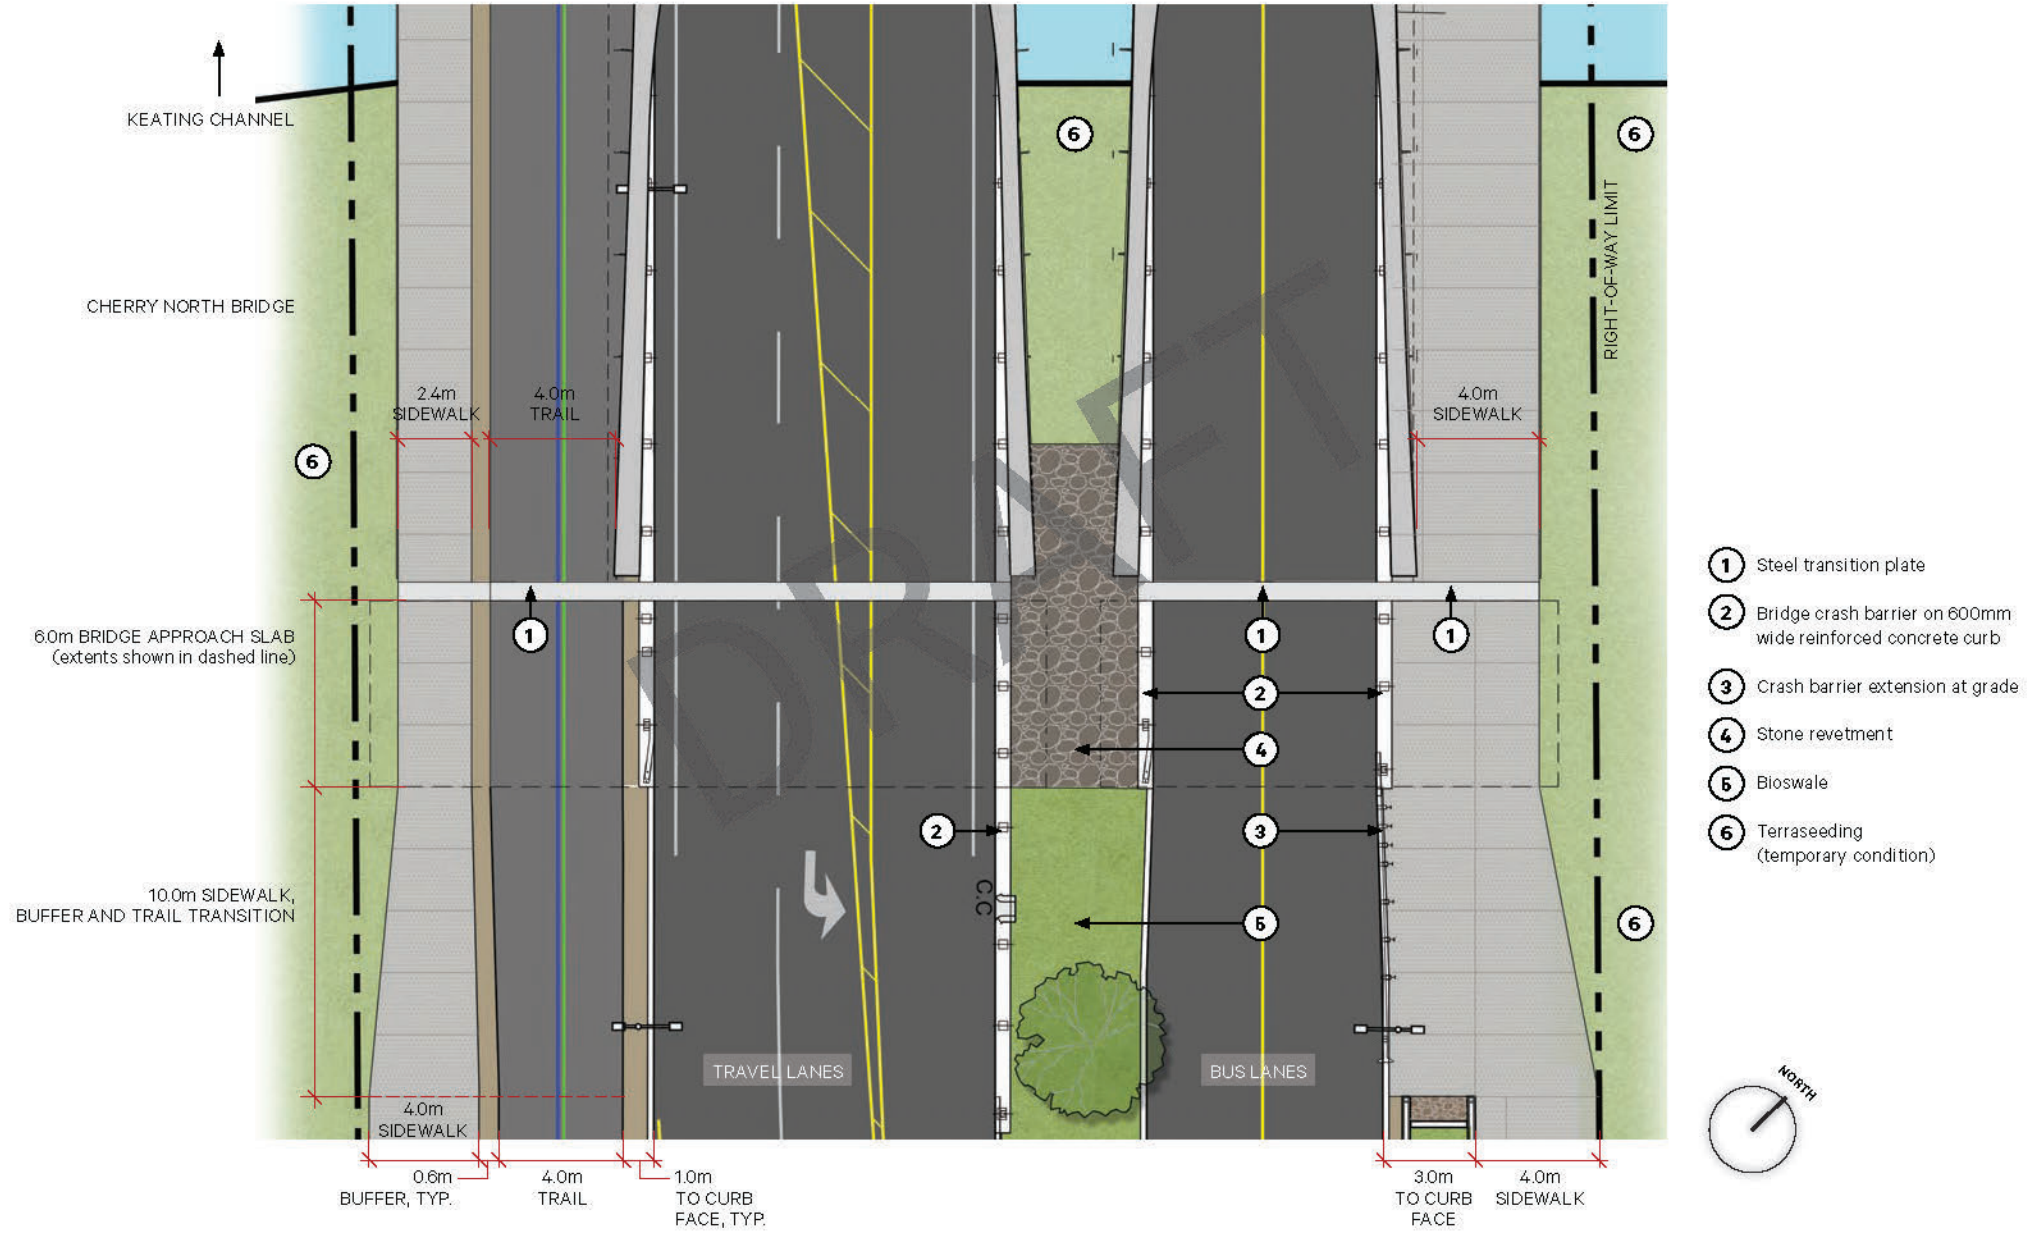 KEATING CHANNEL
6
6
RIGHT-OF-WAY LIMIT
CHERRY NORTH BRIDGE
2.4m
SIDEWALK
4.0m
TRAIL
4.0m
SIDEWALK
6
DRAFT
6.0m BRIDGE APPROACH SLAB
(extents shown in dashed line)
1
1
1
2
4
2
3
C.C
5
6
10.0m SIDEWALK,
BUFFER AND TRAIL TRANSITION
TRAVEL LANES
BUS LANES
4.0m
SIDEWALK
0.6m
BUFFER, TYP.
4.0m
TRAIL
1.0m
TO CURB
FACE, TYP.
3.0m
TO CURB
FACE
4.0m
SIDEWALK
1 Steel transition plate
2 Bridge crash barrier on 600mm
wide reinforced concrete curb
3 Crash barrier extension at grade
4 Stone revetment
5 Bioswale
6 Terraseeding
(temporary condition)
NORTH